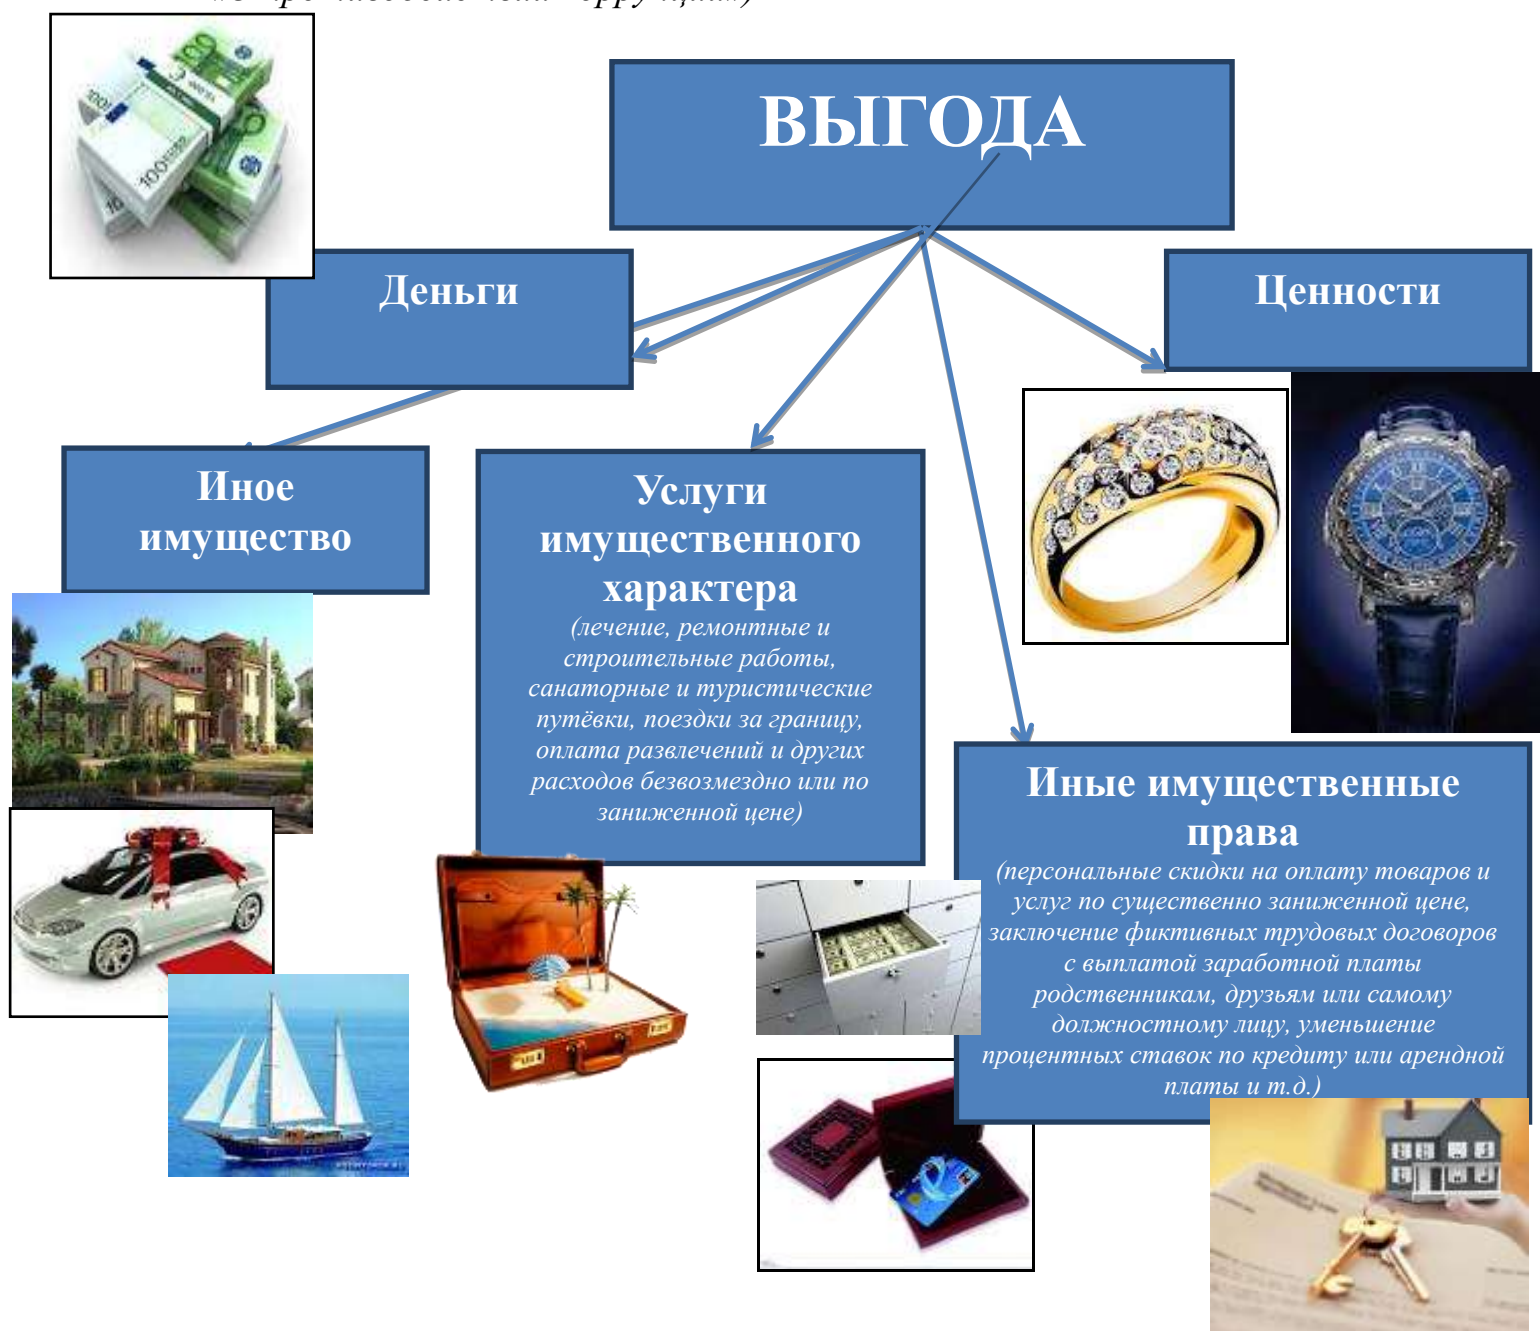 ВЫГОДА
Деньги
Ценности
Иное
имущество
Услуги
имущественного
характера
(лечение, ремонтные и
строительные работы,
санаторные и туристические
путёвки, поездки за границу,
оплата развлечений и других
расходов безвозмездно или по
заниженной цене)
Иные имущественные
права
(персональные скидки на оплату товаров и
услуг по существенно заниженной цене,
заключение фиктивных трудовых договоров
с выплатой заработной платы
родственникам, друзьям или самому
должностному лицу, уменьшение
процентных ставок по кредиту или арендной
платы и т.д.)